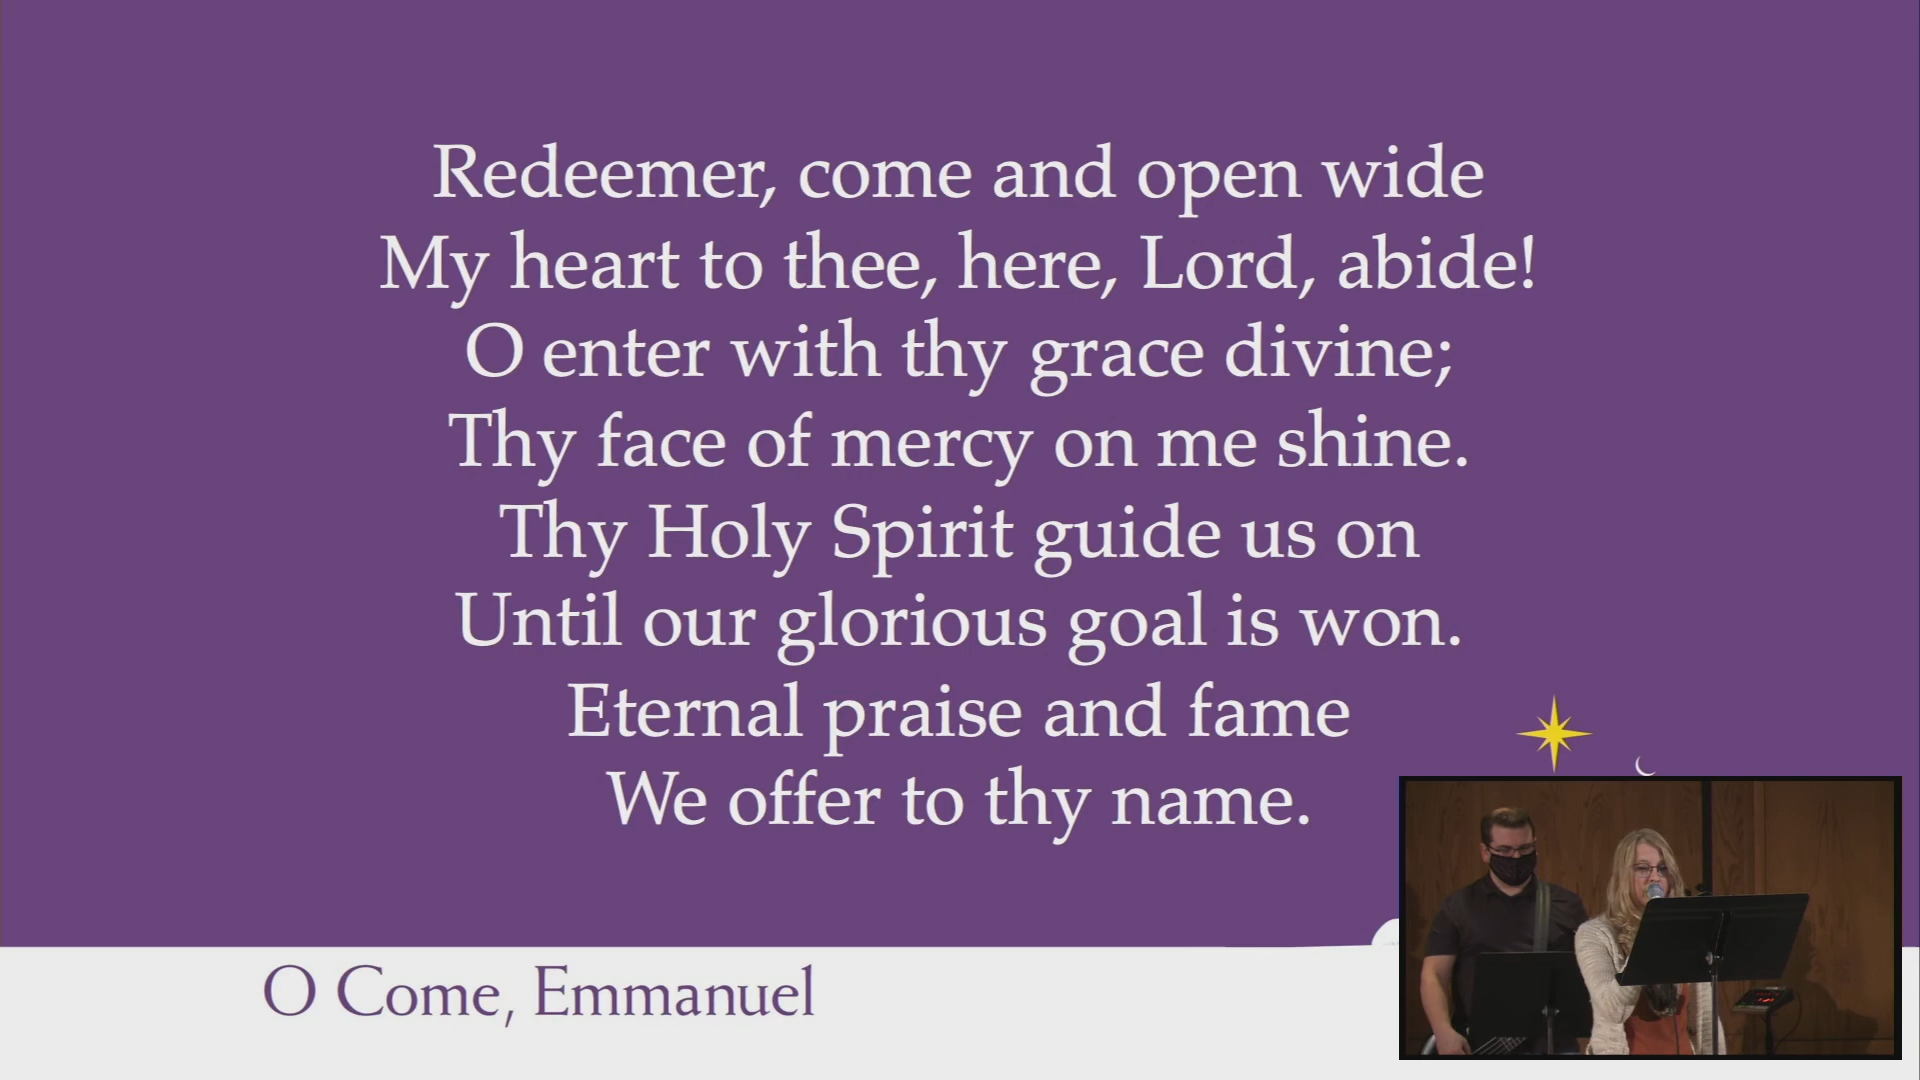 Redeemer, come and open wide
My heart to thee, here, Lord, abide!
O enter with thy grace divine;
Thy face of mercy on me shine.
Thy Holy Spirit guide us on
Until our glorious goal is won.
Eternal praise and fame
We offer to thy name.
O Come, Emmanuel